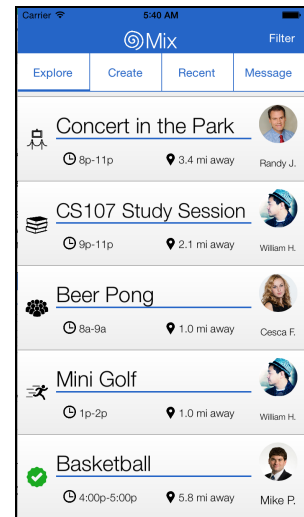 Carrier 5:40 AM
Mix Filter
Explore Create Recent Message
Concert in the Park
8p-11p 3.4 mi away Randy J.
CS107 Study Session
9p-11p 2.1 mi away William H.
Beer Pong
8a-9a 1.0 mi away Cesca F.
Mini Golf
1p-2p 1.0 mi away William H.
Basketball
4:00p-5:00p 5.8 mi away Mike P.